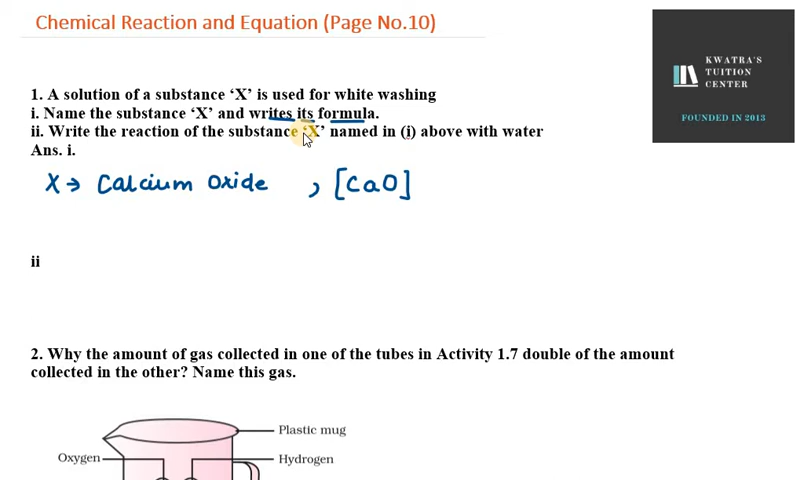 Chemical Reaction and Equation (Page No.10)
KWATRA'S
TUITION
CENTER
FOUNDED IN 2013
1. A solution of a substance ‘X’ is used for white washing
i. Name the substance ‘X’ and writes its formula.
ii. Write the reaction of the substance ‘X’ named in (i) above with water
Ans. i.
X → Calcium Oxide , [CaO]
ii
2. Why the amount of gas collected in one of the tubes in Activity 1.7 double of the amount
collected in the other? Name this gas.
Plastic mug
Oxygen
Hydrogen